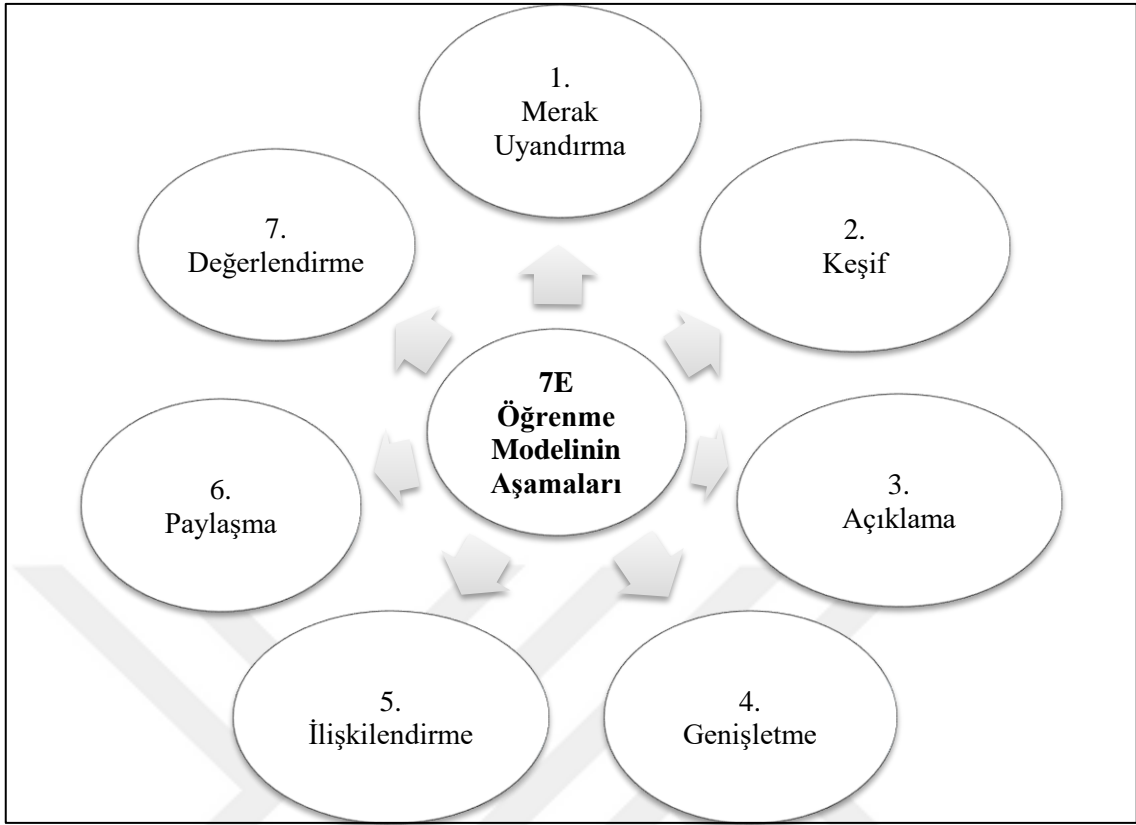 1.
Merak
Uyandırma
2.
Keşif
3.
Açıklama
4.
Genişletme
5.
İlişkilendirme
6.
Paylaşma
7.
Değerlendirme
7E
Öğrenme
Modelinin
Aşamaları